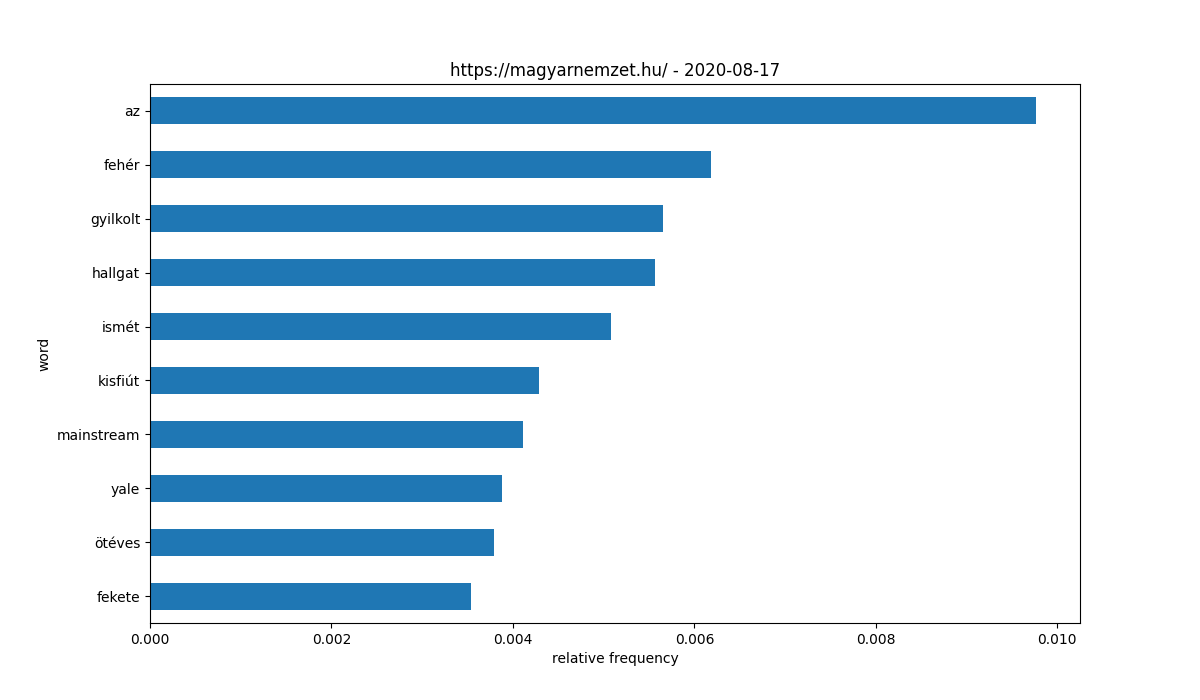 https://magyarnemzet.hu/ - 2020-08-17
az
fehér
gyilkolt
hallgat
ismét
kisfiút
mainstream
yale
ötéves
fekete
word
0.000 0.002 0.004 0.006 0.008 0.010
relative frequency